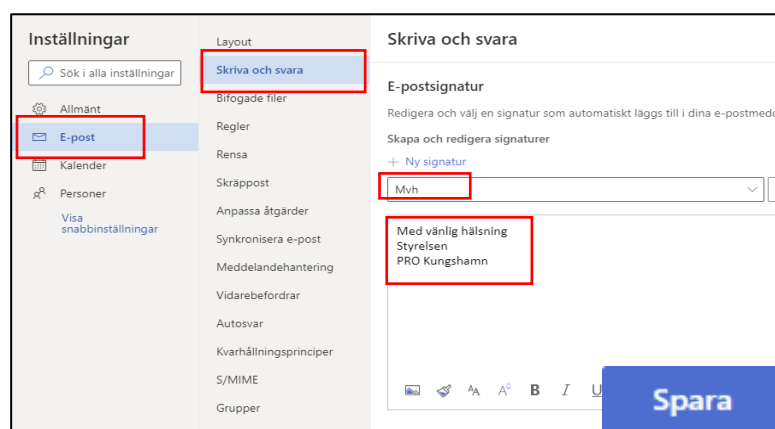 Inställningar
Sök i alla inställningar
Allmänt
E-post
Kalender
Personer
Visa
snabbinställningar
Layout
Skriva och svara
Bifogade filer
Regler
Rensa
Skräppost
Anpassa åtgärder
Synkronisera e-post
Meddelandehantering
Vidarebefordrar
Autosvar
Kvarhållningsprinciper
S/MIME
Grupper
Skriva och svara
E-postsignatur
Redigera och välj en signatur som automatiskt läggs till i dina e-postmedd
Skapa och redigera signaturer
+ Ny signatur
Mvh
Med vänlig hälsning
Styrelsen
PRO Kungshamn
B I U
Spara